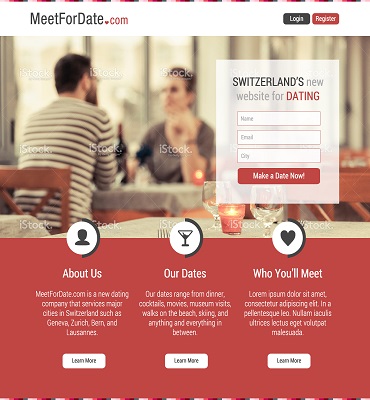 MeetForDate.com
Login
Register
iStock.
iStock.
SWITZERLAND'S new
website for DATING
Name
Email
City
Make a Date Now!
iStock.
iStock.
iStock.
iStock.
About Us
MeetForDate.com is a new dating
company that services major
cities in Switzerland such as
Geneva, Zurich, Bern, and
Lausannes.
Learn More
Our Dates
Our dates range from dinner,
cocktails, movies, museum visits,
walks on the beach, skiing, and
anything and everything in
between.
Learn More
Who You'll Meet
Lorem ipsum dolor sit amet,
consectetur adipiscing elit. In a
pellentesque leo. Nullam iaculis
ultrices lectus eget dictum
malesuada.
Learn More